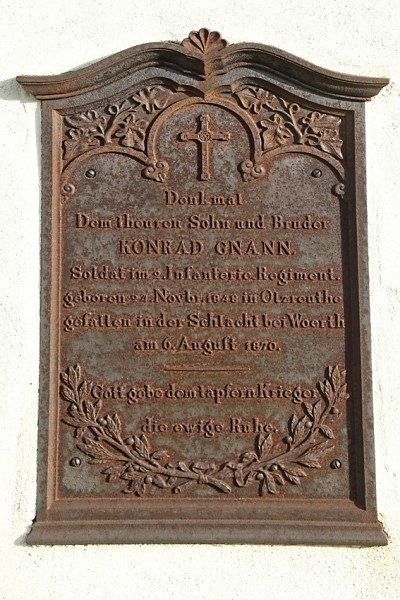 Denkmal
Dem theuren Sohn und Bruder
KONRAD GNANN.
Soldat im 2. Infanterie Regiment.
geboren 24. Novbr. 1848 in Otzreuthe
gefallen in der Schlacht bei Woerth
am 6. August 1870.
Gott gebe dem tapfern Krieger
die ewige Ruhe.